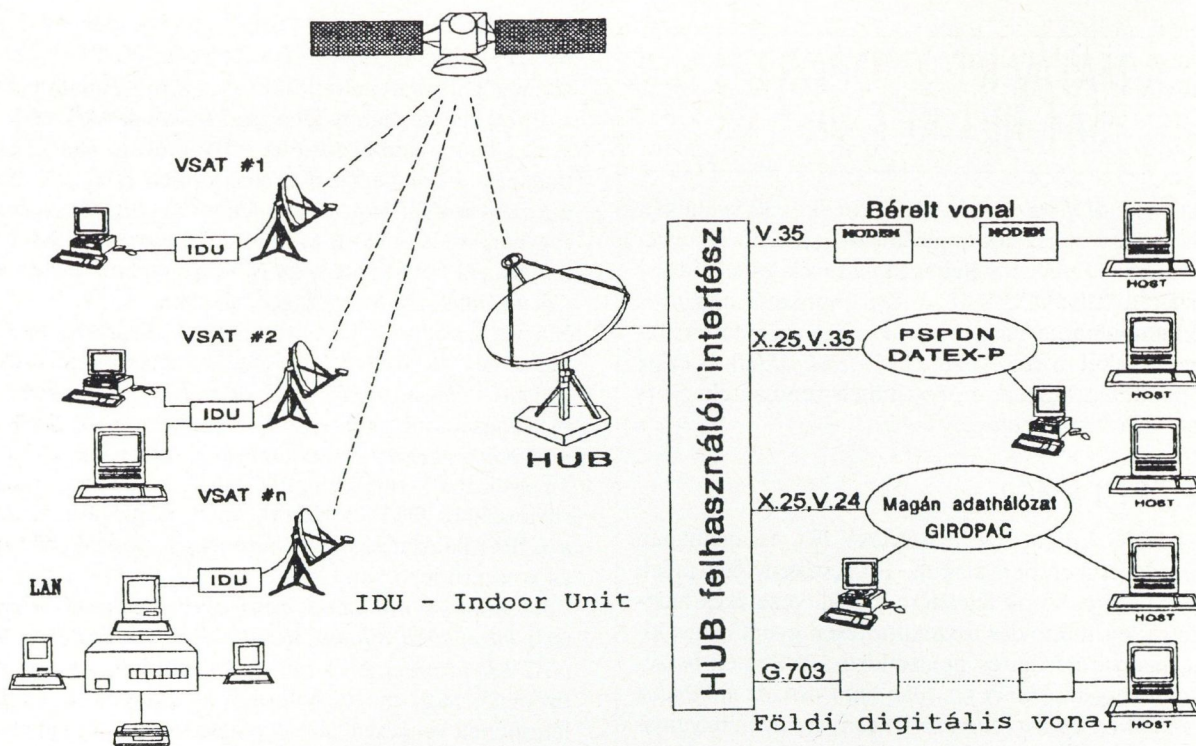 VSAT #1
IDU
VSAT #2
IDU
VSAT #n
IDU
LAN
IDU - Indoor Unit
HUB
HUB felhasználói interfész
Bérelt vonal
V.35
MODEM
MODEM
HOST
X.25,V.35
PSPDN
DATEX-P
HOST
X.25,V.24
Magán adathálózat
GIROPAC
HOST
HOST
G.703
HOST
Földi digitális vonal